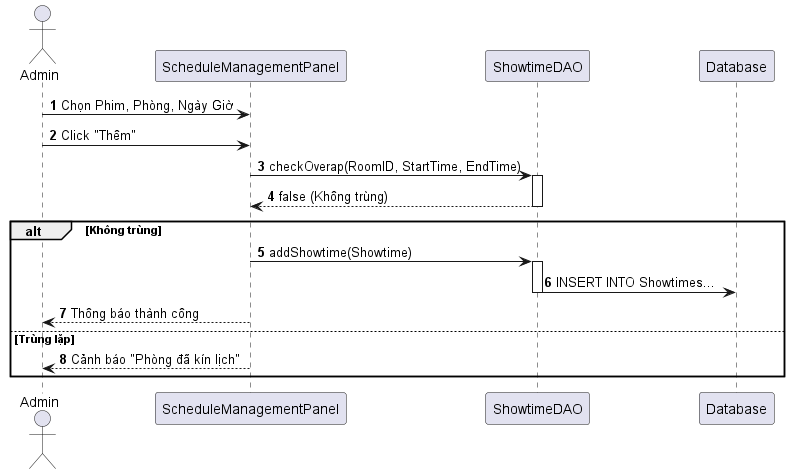 Admin
ScheduleManagementPanel
ShowtimeDAO
Database
1 Chọn Phim, Phòng, Ngày Giờ
2 Click "Thêm"
3 checkOverap(RoomID, StartTime, EndTime)
4 false (Không trùng)
alt [Không trùng]
5 addShowtime(Showtime)
6 INSERT INTO Showtimes...
7 Thông báo thành công
[Trùng lặp]
8 Cảnh báo "Phòng đã kín lịch"
Admin
ScheduleManagementPanel
ShowtimeDAO
Database